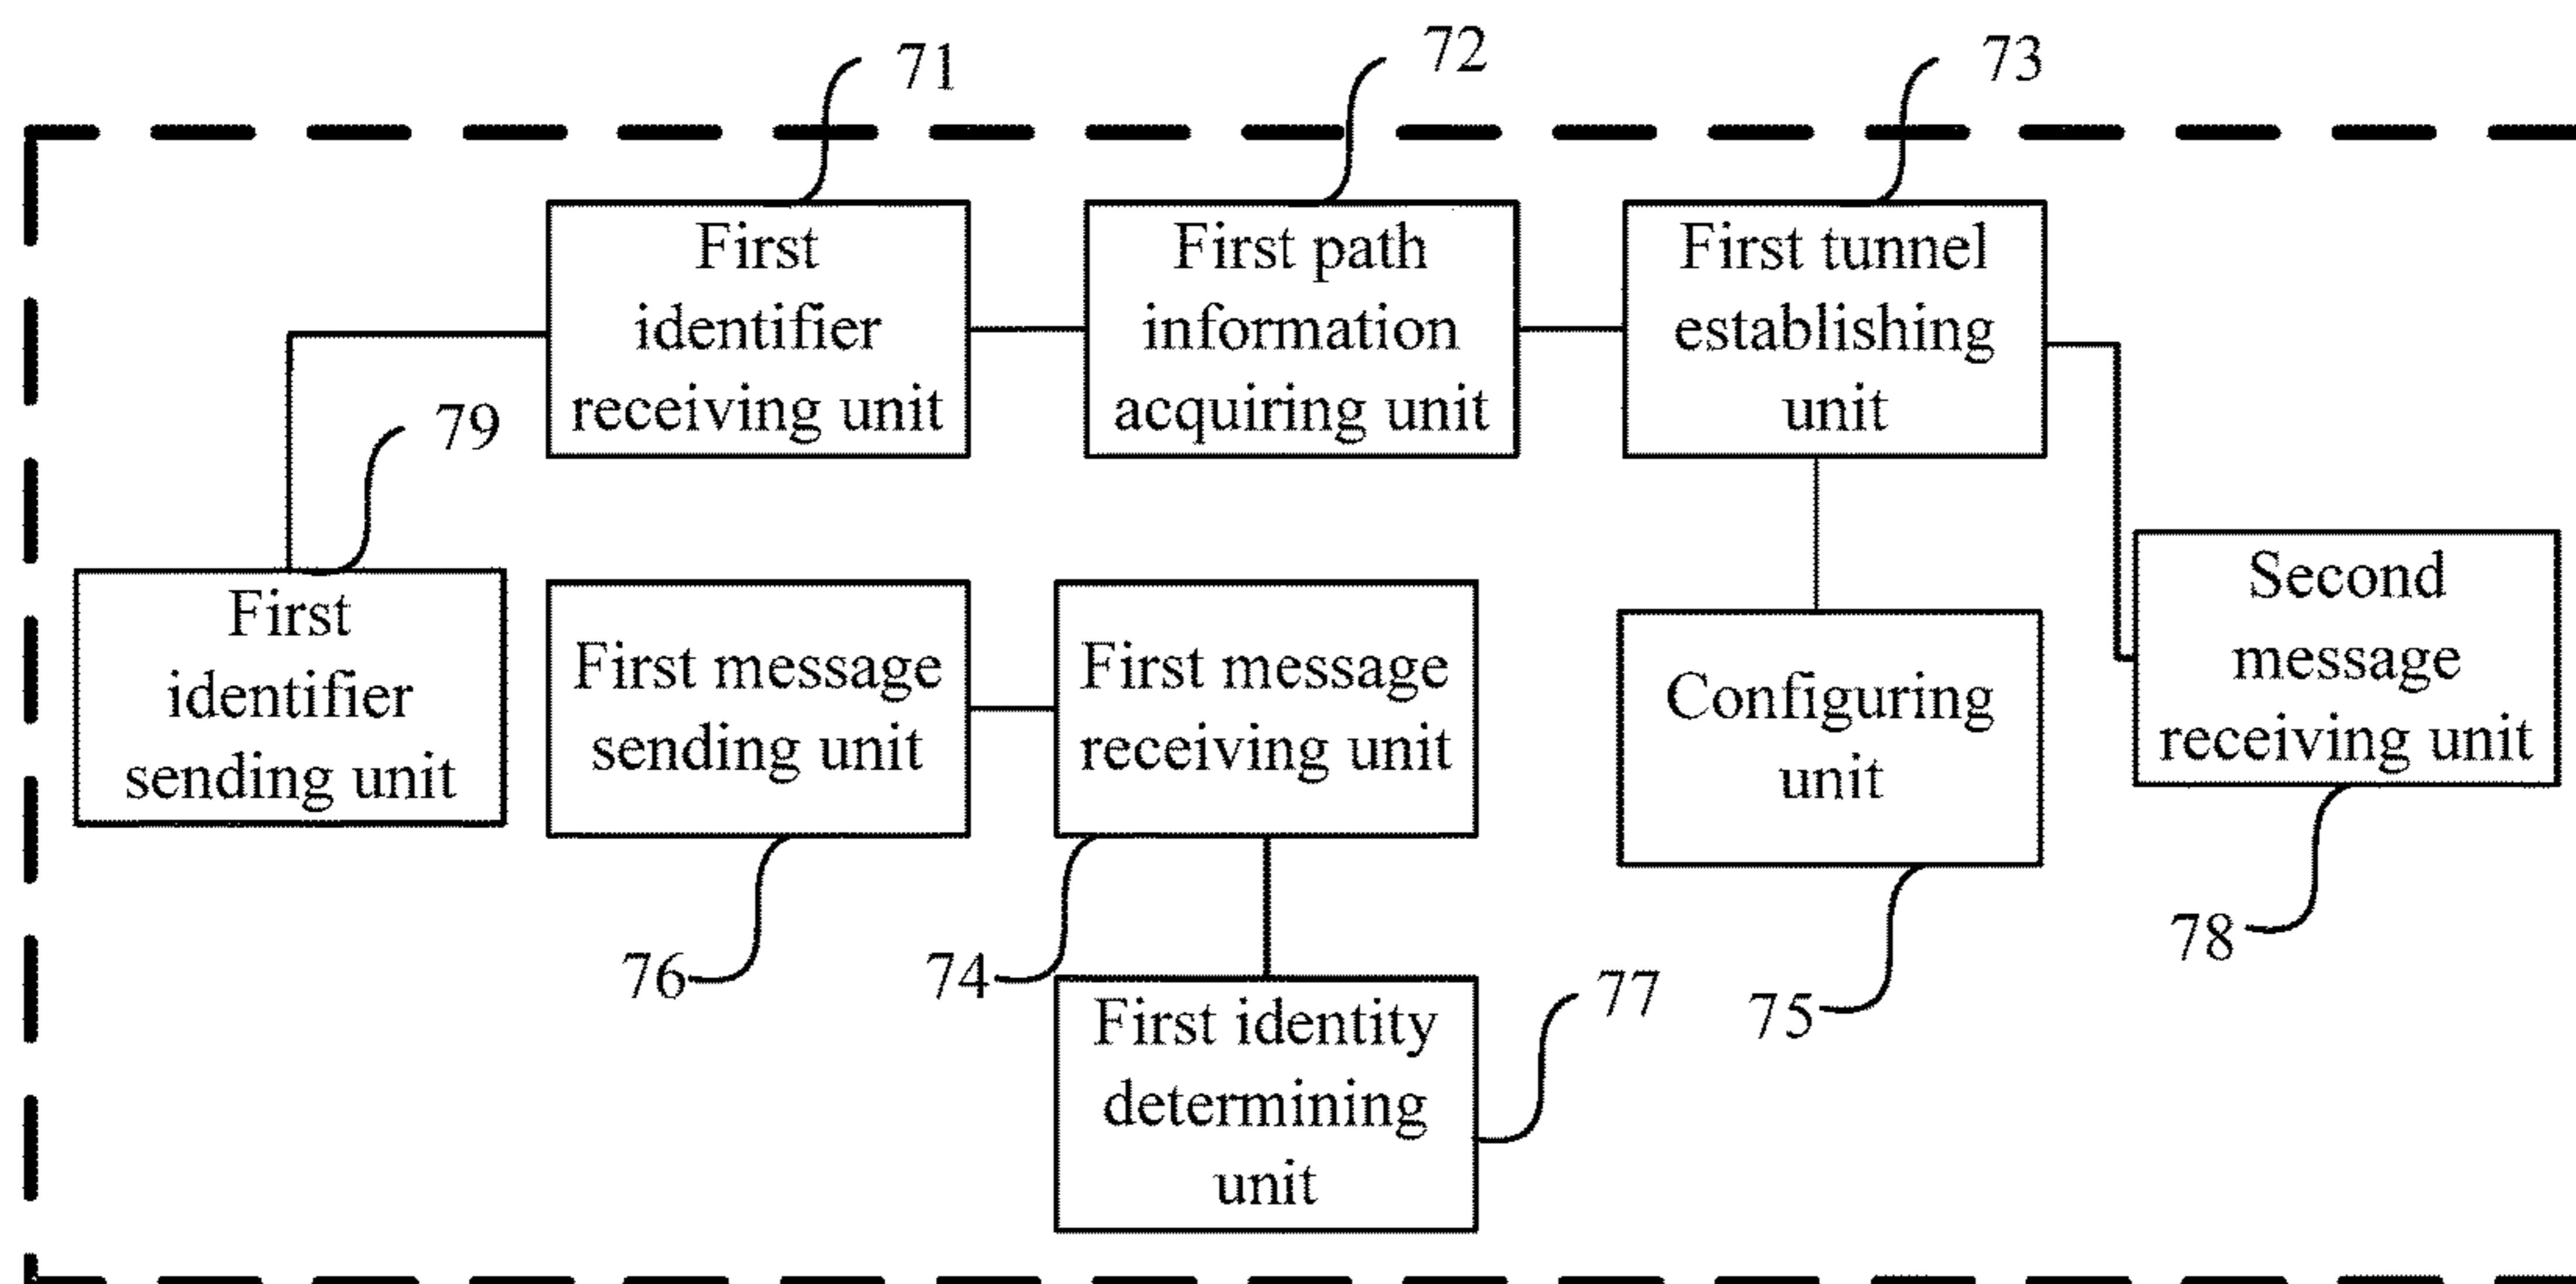 71
72
73
First
identifier
receiving unit
First path
information
acquiring unit
First tunnel
establishing
unit
79
First
identifier
sending unit
First message
sending unit
First message
receiving unit
Configuring
unit
Second
message
receiving unit
76
74
75
78
First identity
determining
unit
77